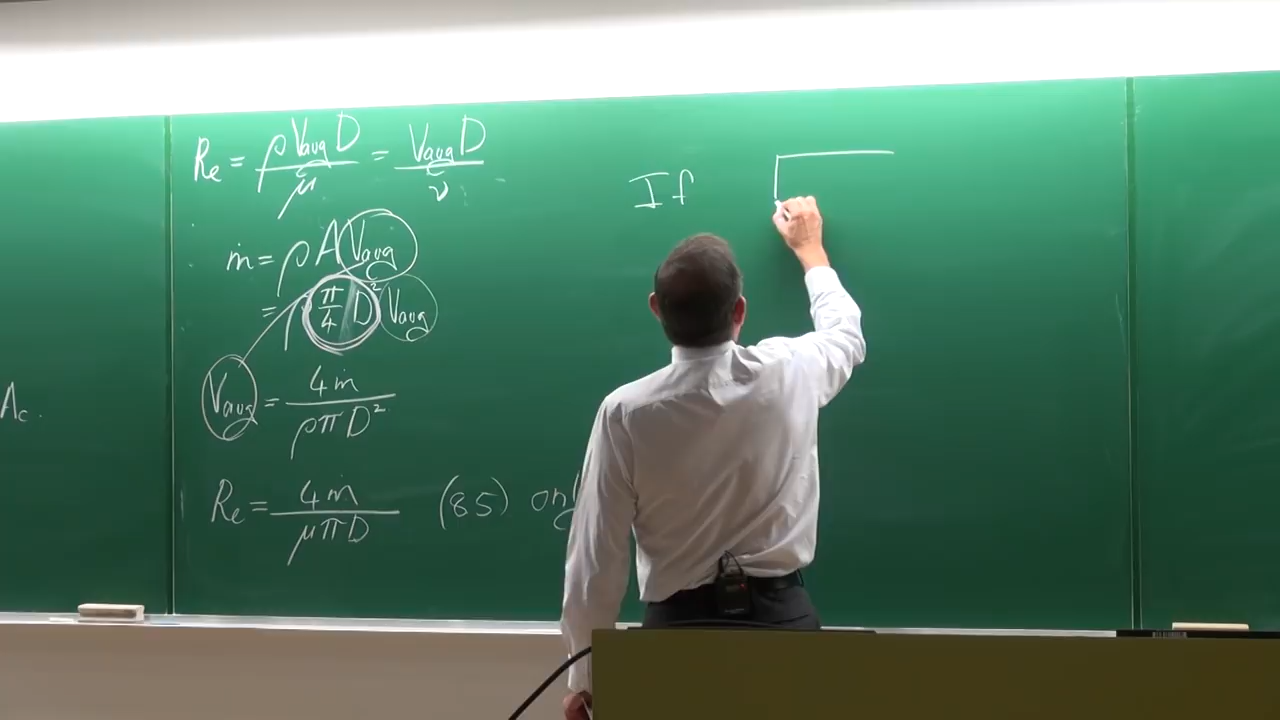 Re = ρVavgD/μ = VavgD/ν
ṁ = ρAVavg
= ρ π/4 D² Vavg
Vavg = 4ṁ/ρπD²
Re = 4ṁ/μπD (85)
If
Ac.